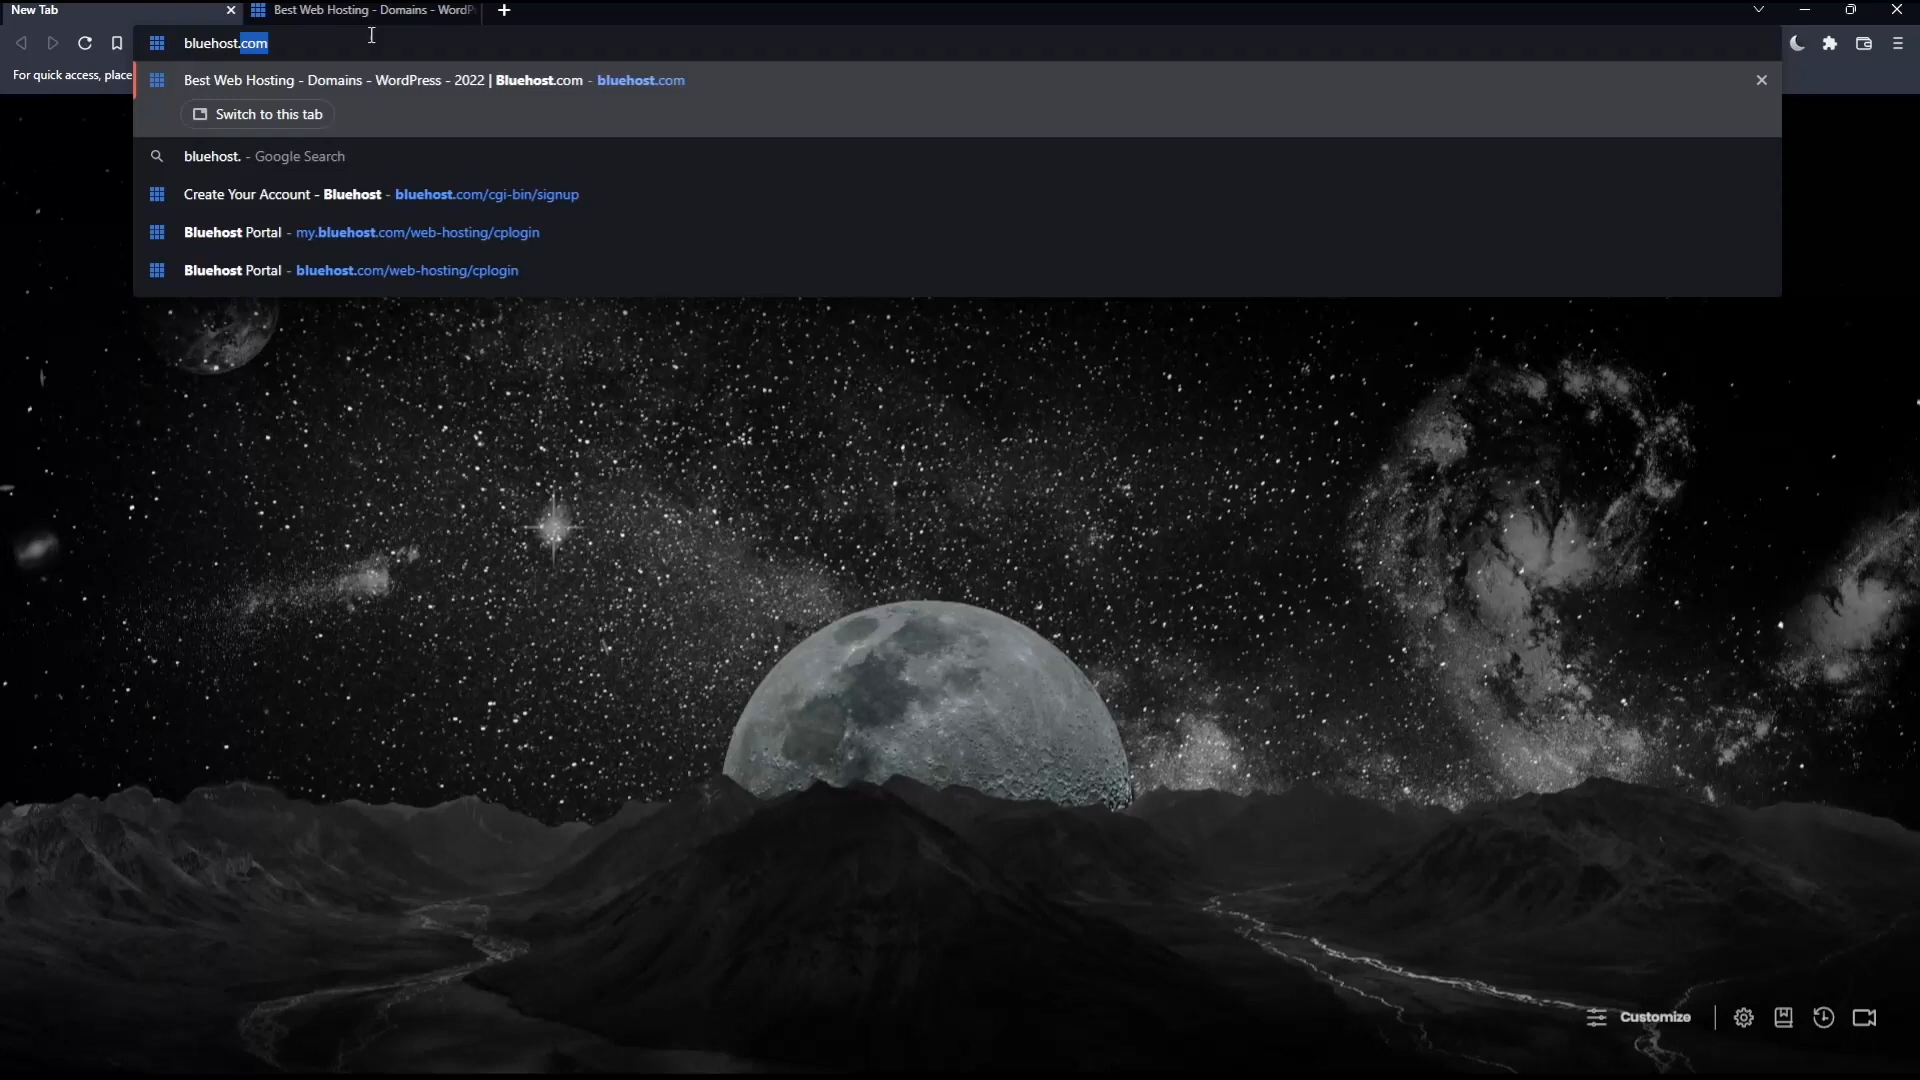 New Tab
Best Web Hosting - Domains - WordP
bluehost.com
For quick access, place
Best Web Hosting - Domains - WordPress - 2022 | Bluehost.com - bluehost.com
Switch to this tab
bluehost. - Google Search
Create Your Account - Bluehost - bluehost.com/cgi-bin/signup
Bluehost Portal - my.bluehost.com/web-hosting/cplogin
Bluehost Portal - bluehost.com/web-hosting/cplogin
Customize